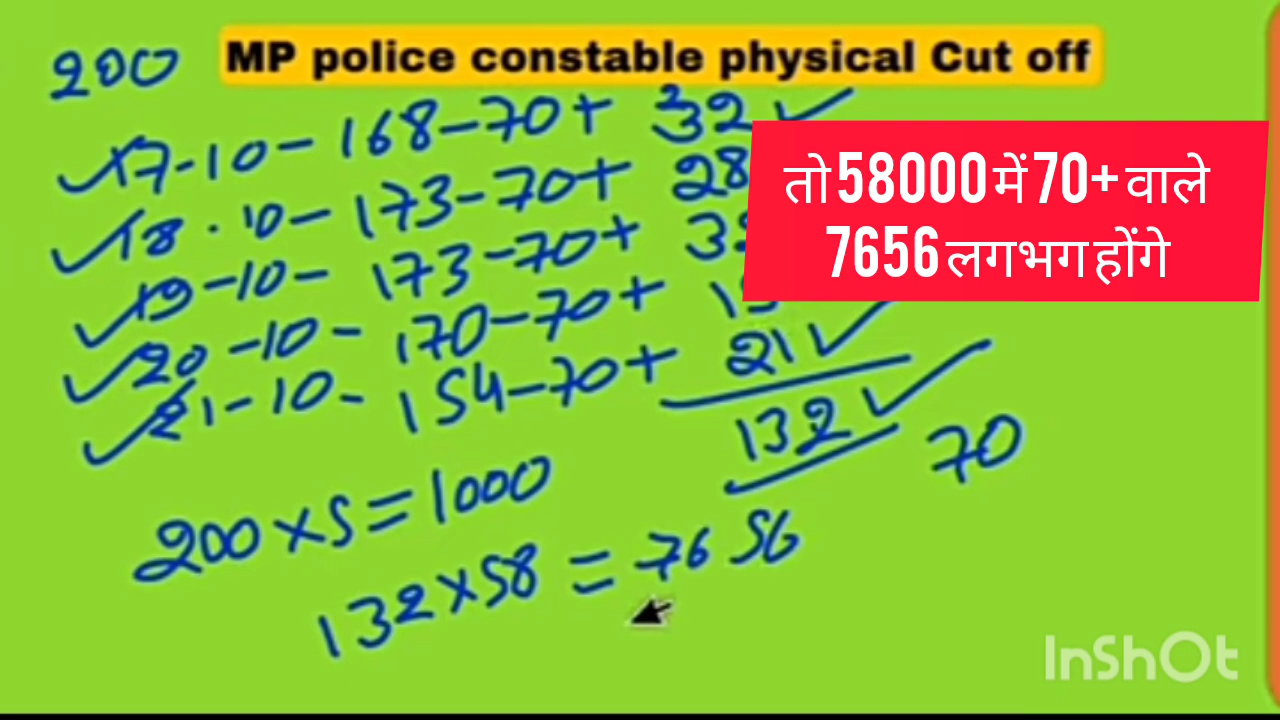 MP police constable physical Cut off
200
17-10-168-70+ 32
18.10-173-70+ 28
19-10-173-70+
20-10-170-70+
21-10-154-70+ 21
132
70
200×5=1000
132×58=7656
तो 58000 में 70+ वाले
7656 लगभग होंगे
InShOt